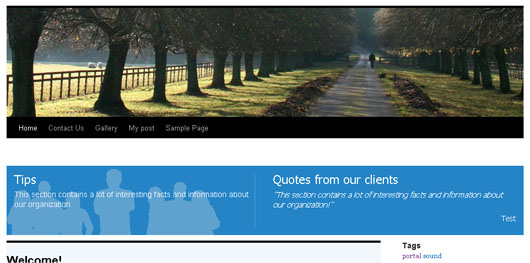 Home Contact Us Gallery My post Sample Page
Tips
This section contains a lot of interesting facts and information about
our organization
Quotes from our clients
"This section contains a lot of interesting facts and information about
our organization!"
Test
Tags
portal sound
Welcome!